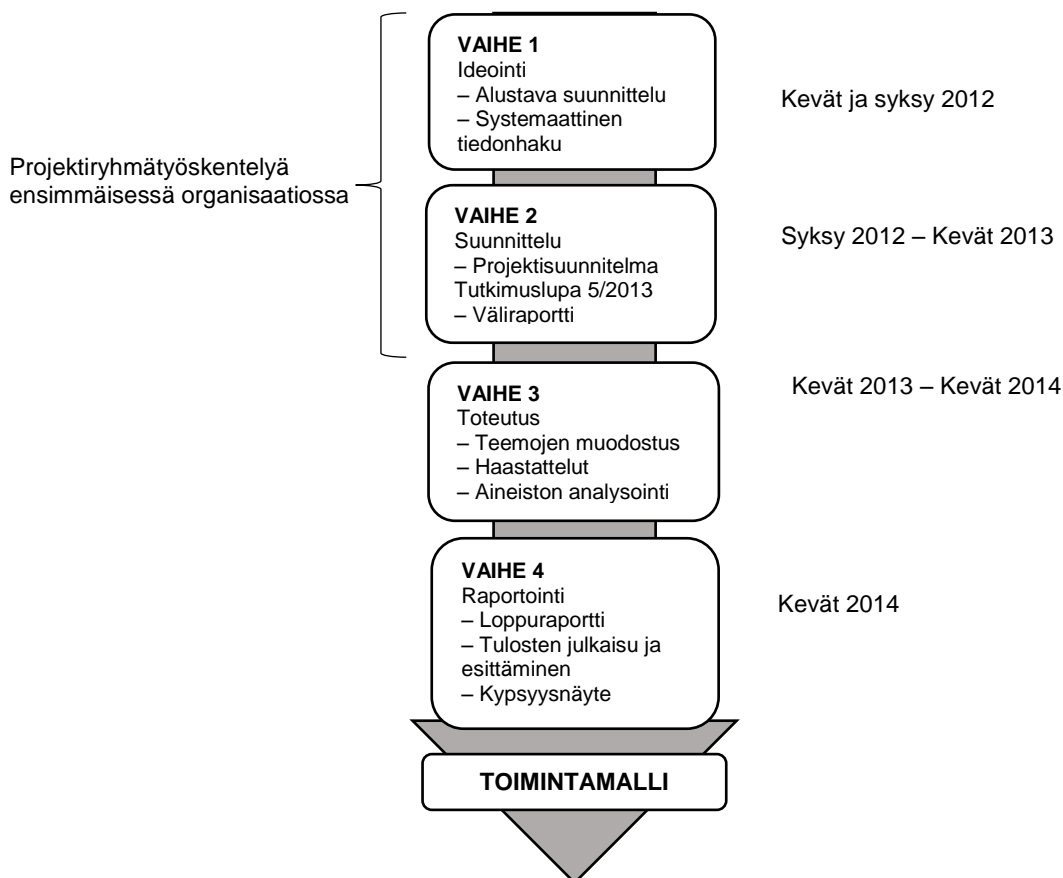 VAIHE 1
Ideointi
– Alustava suunnittelu
– Systemaattinen
tiedonhaku
Kevät ja syksy 2012
Projektiryhmätyöskentelyä
ensimmäisessä organisaatiossa
VAIHE 2
Suunnittelu
– Projektisuunnitelma
Tutkimuslupa 5/2013
– Väliraportti
Syksy 2012 – Kevät 2013
VAIHE 3
Toteutus
– Teemojen muodostus
– Haastattelut
– Aineiston analysointi
Kevät 2013 – Kevät 2014
VAIHE 4
Raportointi
– Loppuraportti
– Tulosten julkaisu ja
esittäminen
– Kypsyysnäyte
Kevät 2014
TOIMINTAMALLI